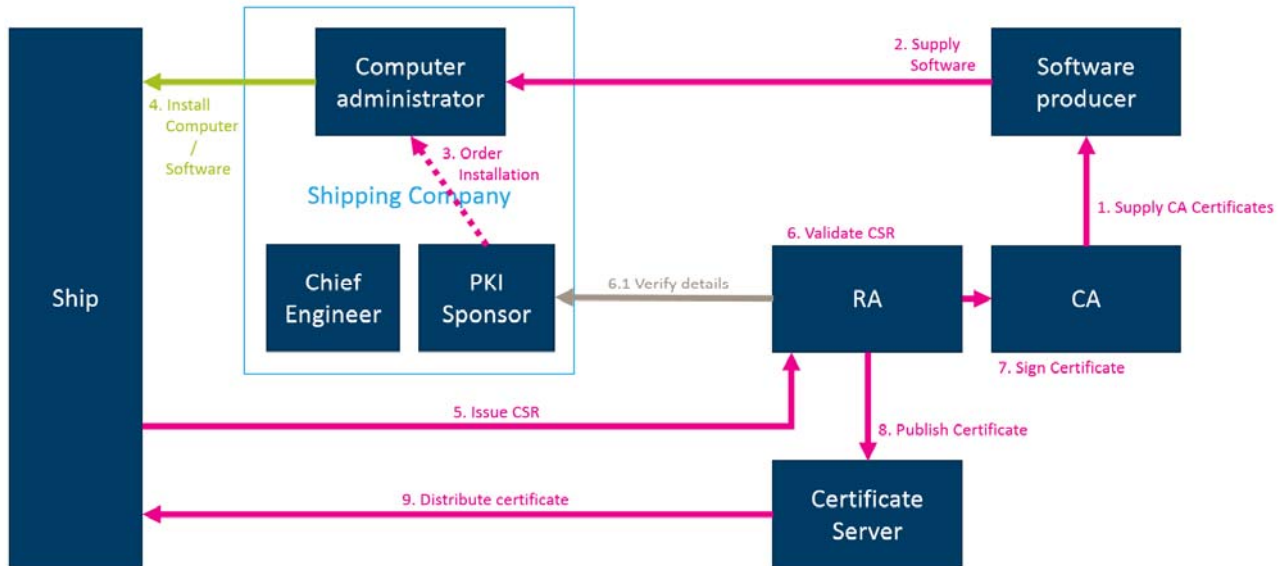 Computer
administrator
2. Supply
Software
Software
producer
4. Install
Computer
/
Software
3. Order
Installation
Shipping Company
1. Supply CA Certificates
6. Validate CSR
Ship
Chief
Engineer
PKI
Sponsor
6.1 Verify details
RA
CA
7. Sign Certificate
5. Issue CSR
8. Publish Certificate
9. Distribute certificate
Certificate
Server